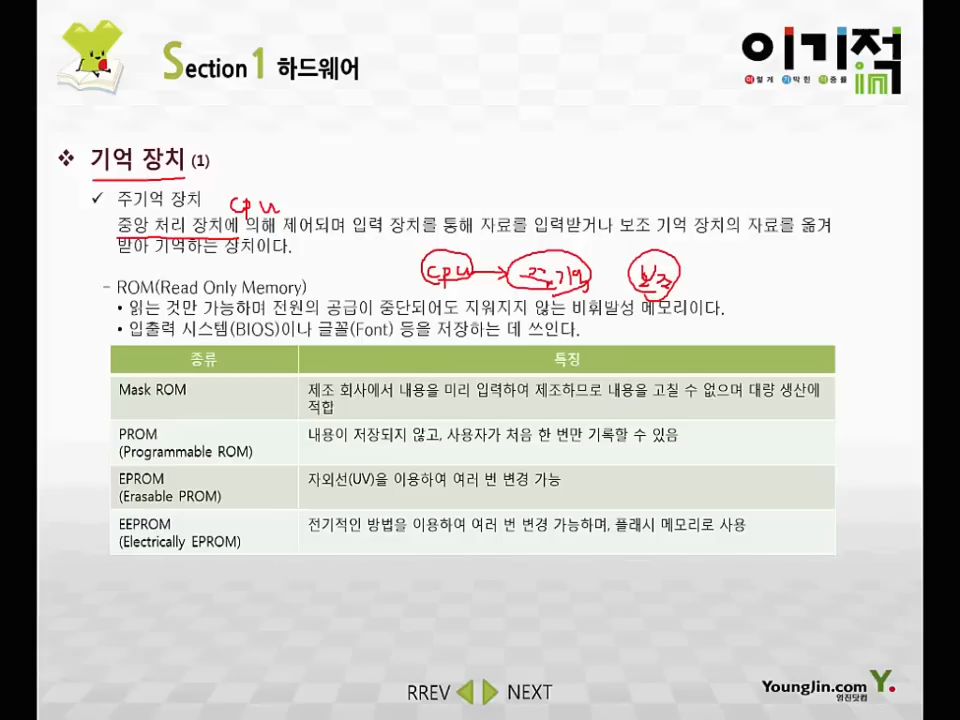 Section 1 하드웨어
이기적in
이렇게 기막힌 적중률
❖ 기억 장치 (1)
✓ 주기억 장치
cpu
중앙 처리 장치에 의해 제어되며 입력 장치를 통해 자료를 입력받거나 보조 기억 장치의 자료를 옮겨
받아 기억하는 장치이다.
cpu → 주기억 보조
– ROM(Read Only Memory)
• 읽는 것만 가능하며 전원의 공급이 중단되어도 지워지지 않는 비휘발성 메모리이다.
• 입출력 시스템(BIOS)이나 글꼴(Font) 등을 저장하는 데 쓰인다.
종류 특징
Mask ROM 제조 회사에서 내용을 미리 입력하여 제조하므로 내용을 고칠 수 없으며 대량 생산에
적합
PROM 내용이 저장되지 않고, 사용자가 처음 한 번만 기록할 수 있음
(Programmable ROM)
EPROM 자외선(UV)을 이용하여 여러 번 변경 가능
(Erasable PROM)
EEPROM 전기적인 방법을 이용하여 여러 번 변경 가능하며, 플래시 메모리로 사용
(Electrically EPROM)
RREV NEXT
YoungJin.com Y.
영진닷컴